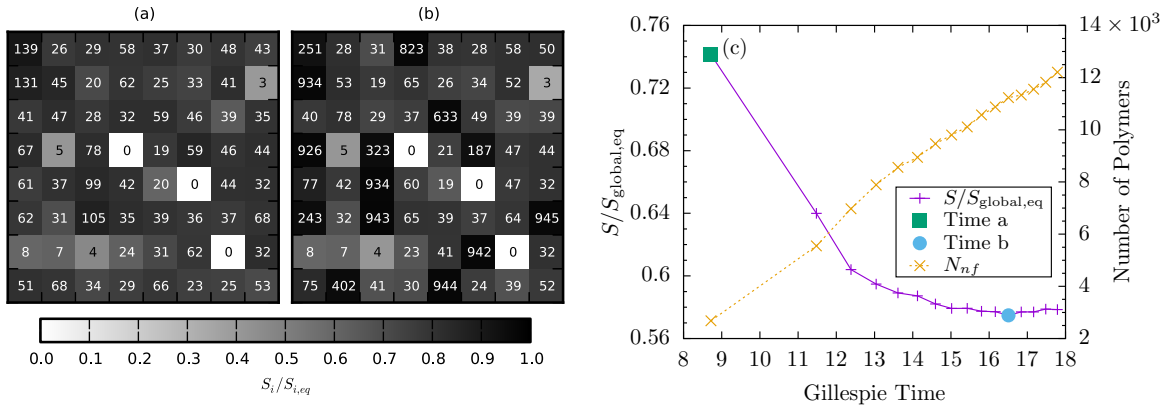 (a)
139 26 29 58 37 30 48 43
131 45 20 62 25 33 41 3
41 47 28 32 59 46 39 35
67 5 78 0 19 59 46 44
61 37 99 42 20 0 44 32
62 31 105 35 36 35 37 68
8 7 4 24 31 62 0 32
51 68 34 29 66 23 25 53
(b)
251 28 31 823 38 28 58 50
934 53 19 65 26 34 52 3
40 78 29 37 633 49 39 39
926 5 323 0 21 187 47 44
77 42 934 60 19 0 47 32
243 32 943 65 39 37 64 945
8 7 4 23 41 942 0 32
75 402 41 30 944 24 39 52
0.0 0.1 0.2 0.3 0.4 0.5 0.6 0.7 0.8 0.9 1.0
S_i/S_{i,eq}
(c)
0.76
0.72
0.68
0.64
0.6
0.56
S/S_{global,eq}
14 × 10³
12
10
8
6
4
2
Number of Polymers
S/S_{global,eq}
Time a
Time b
N_{nf}
8 9 10 11 12 13 14 15 16 17 18
Gillespie Time